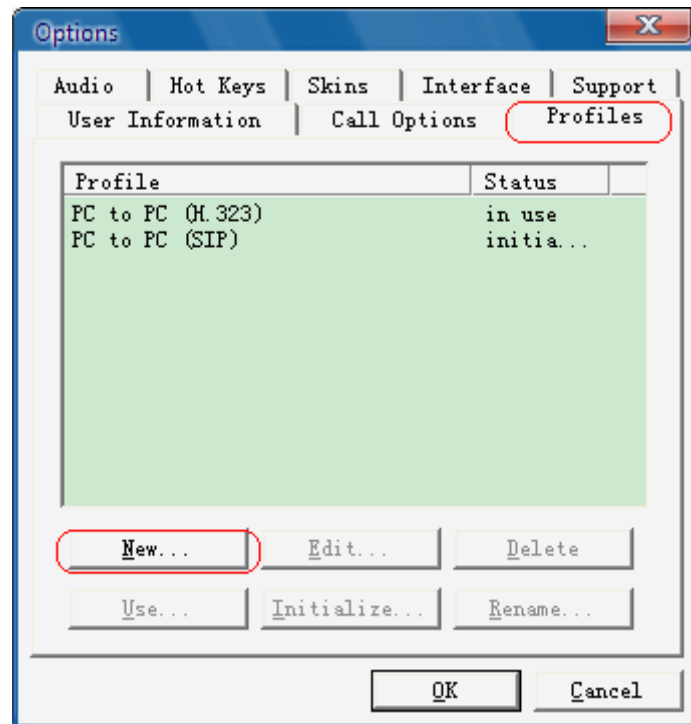 Options
Audio Hot Keys Skins Interface Support
User Information Call Options Profiles
Profile Status
PC to PC (H.323) in use
PC to PC (SIP) initia...
New... Edit... Delete
Use... Initialize... Rename...
OK Cancel